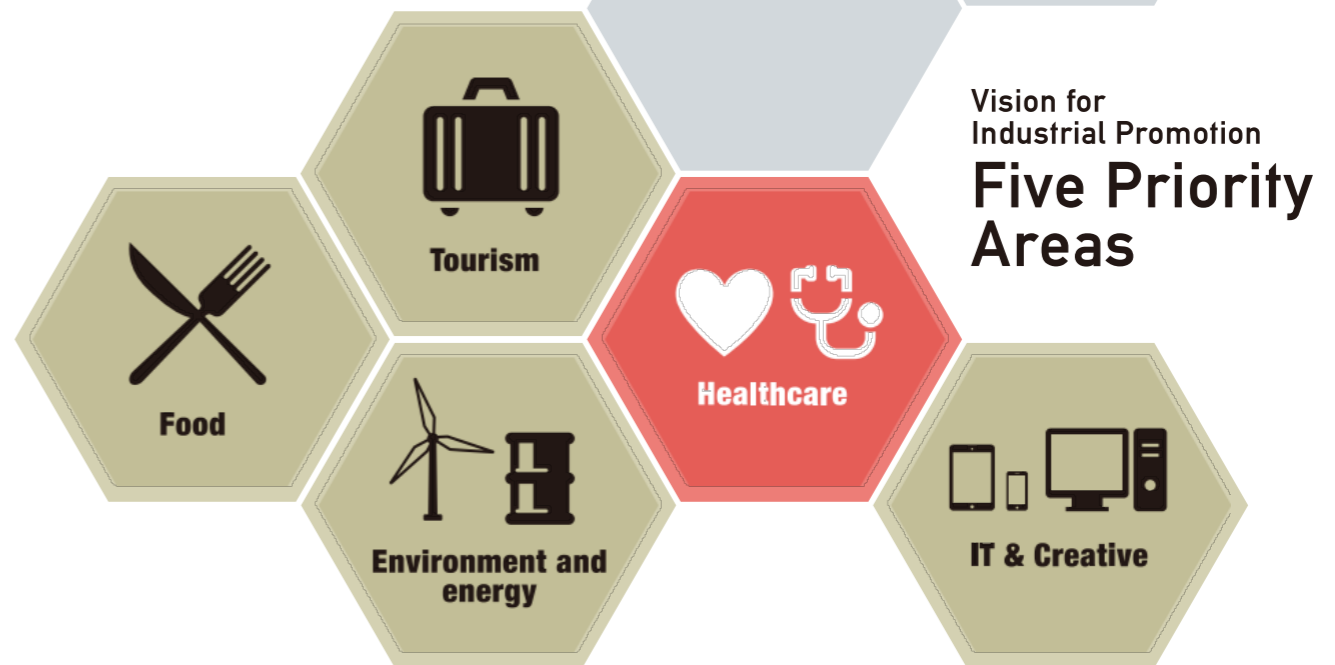 Vision for
Industrial Promotion
Five Priority
Areas
Tourism
Food
Healthcare
Environment and
energy
IT & Creative